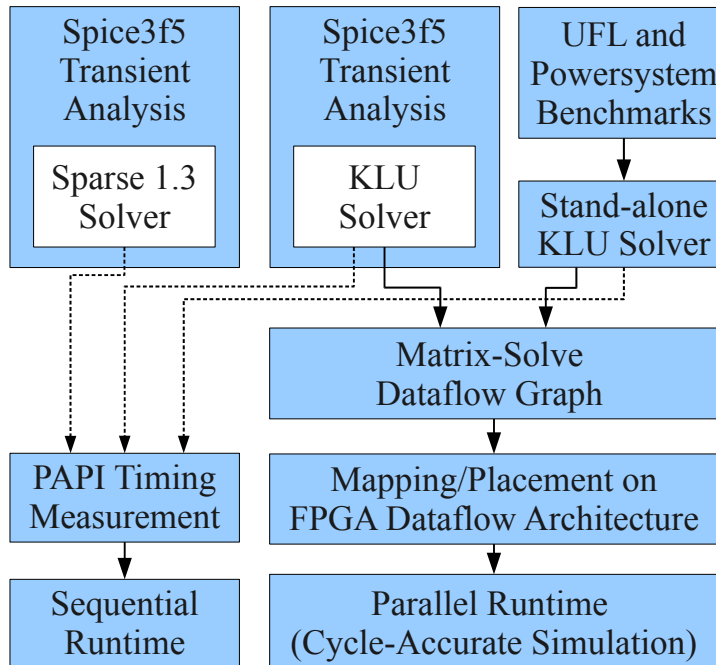 Spice3f5
Transient
Analysis
Sparse 1.3
Solver
Spice3f5
Transient
Analysis
KLU
Solver
UFL and
Powersystem
Benchmarks
Stand-alone
KLU Solver
Matrix-Solve
Dataflow Graph
PAPI Timing
Measurement
Mapping/Placement on
FPGA Dataflow Architecture
Sequential
Runtime
Parallel Runtime
(Cycle-Accurate Simulation)